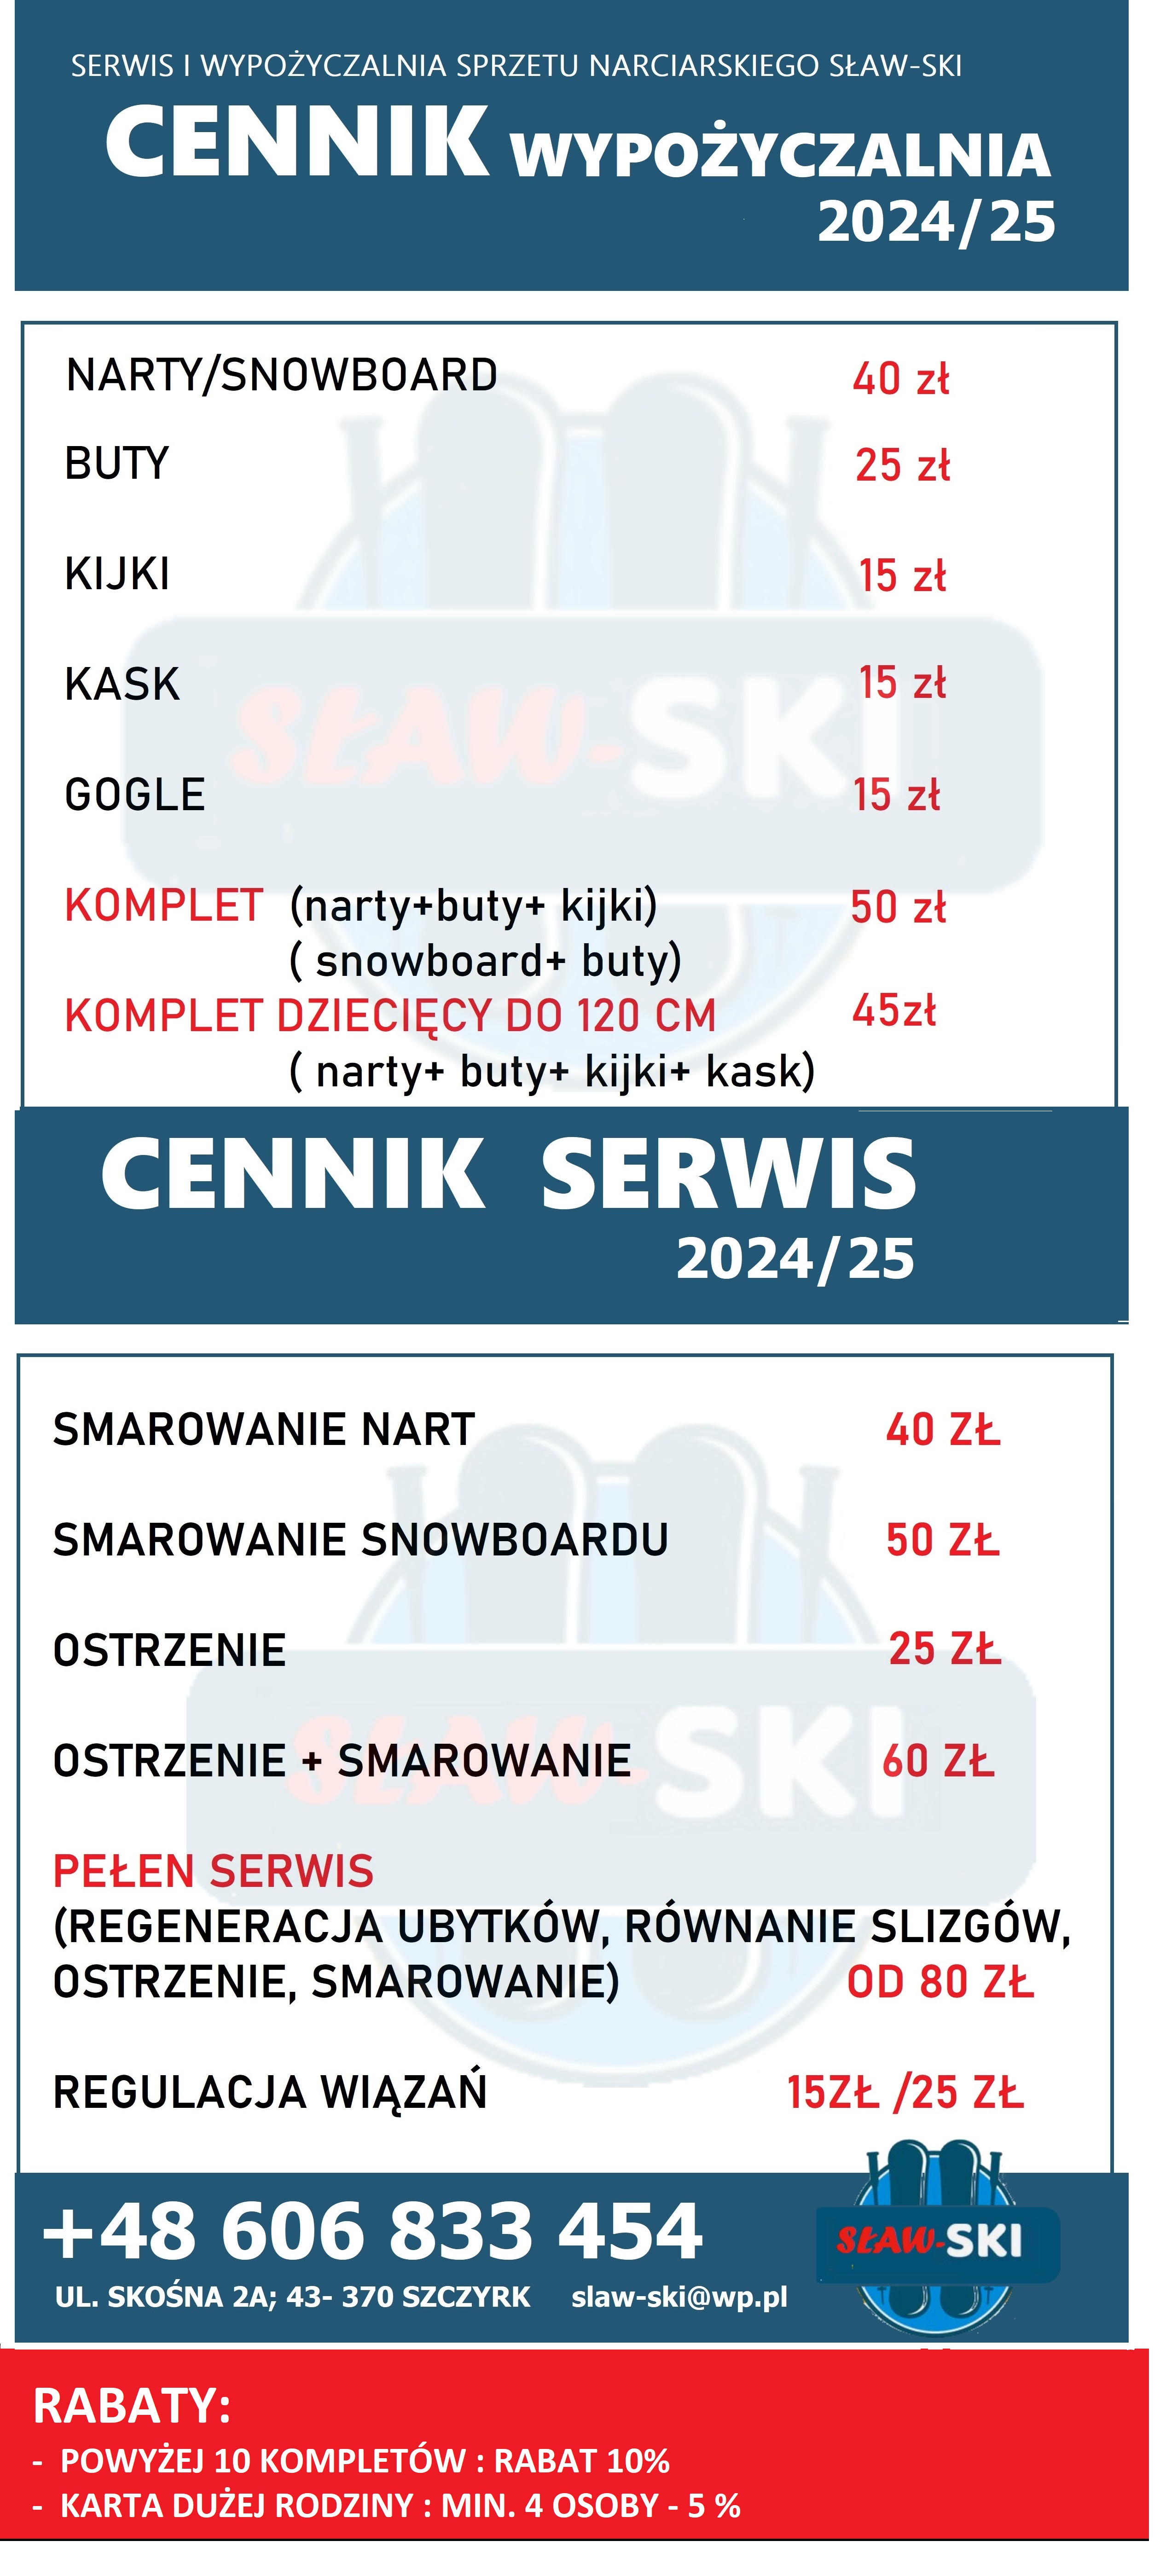 SERWIS I WYPOŻYCZALNIA SPRZETU NARCIARSKIEGO SŁAW-SKI
CENNIK WYPOŻYCZALNIA
2024/25
NARTY/SNOWBOARD 40 zł
BUTY 25 zł
KIJKI 15 zł
KASK 15 zł
SŁAW-SKI
GOGLE 15 zł
KOMPLET (narty+buty+ kijki) 50 zł
( snowboard+ buty)
KOMPLET DZIECIĘCY DO 120 CM 45zł
( narty+ buty+ kijki+ kask)
CENNIK SERWIS
2024/25
SMAROWANIE NART 40 ZŁ
SMAROWANIE SNOWBOARDU 50 ZŁ
OSTRZENIE 25 ZŁ
OSTRZENIE + SMAROWANIE 60 ZŁ
SŁAW-SKI
PEŁEN SERWIS
(REGENERACJA UBYTKÓW, RÓWNANIE SLIZGÓW,
OSTRZENIE, SMAROWANIE) OD 80 ZŁ
REGULACJA WIĄZAŃ 15ZŁ /25 ZŁ
+48 606 833 454
SŁAW-SKI
UL. SKOŚNA 2A; 43- 370 SZCZYRK slaw-ski@wp.pl
RABATY:
- POWYŻEJ 10 KOMPLETÓW : RABAT 10%
- KARTA DUŻEJ RODZINY : MIN. 4 OSOBY - 5 %